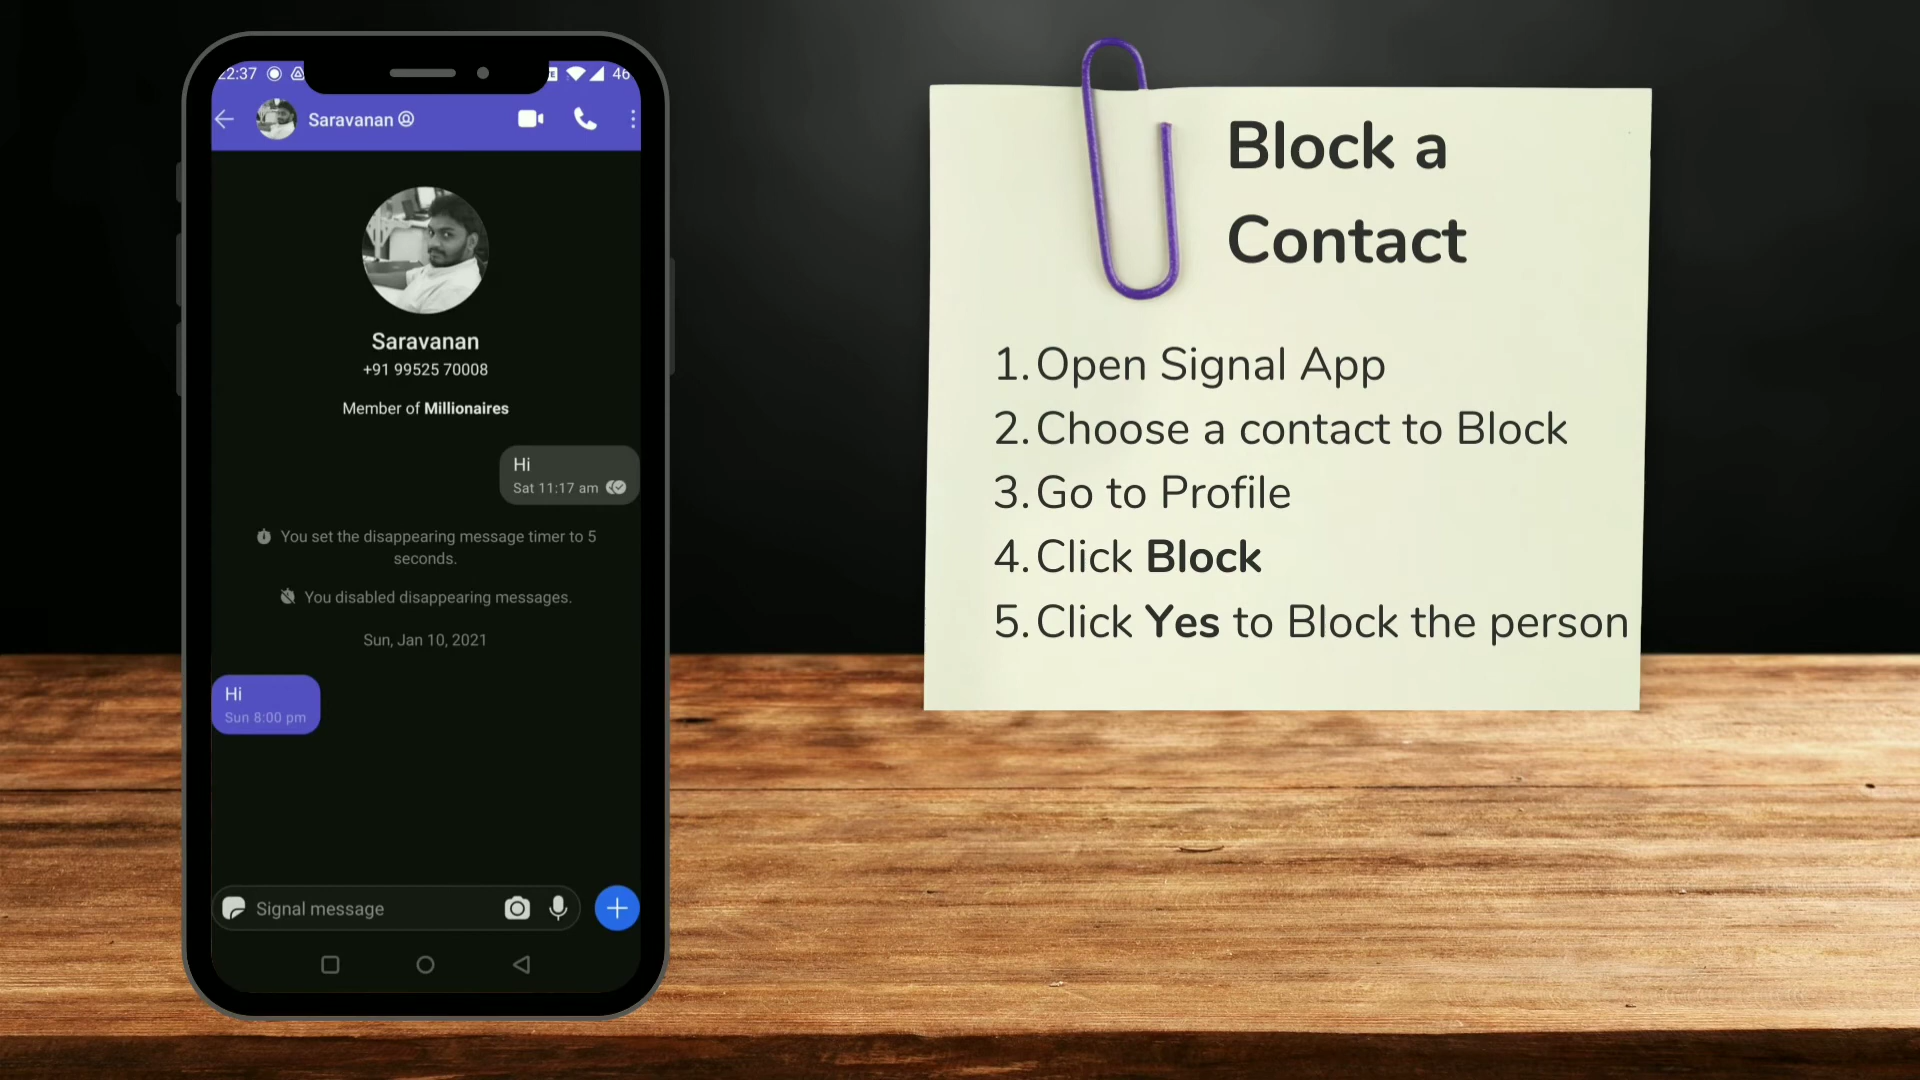 22:37 46
Saravanan
Saravanan
+91 99525 70008
Member of Millionaires
Hi
Sat 11:17 am
You set the disappearing message timer to 5
seconds.
You disabled disappearing messages.
Sun, Jan 10, 2021
Hi
Sun 8:00 pm
Signal message
Block a
Contact
1. Open Signal App
2. Choose a contact to Block
3. Go to Profile
4. Click Block
5. Click Yes to Block the person